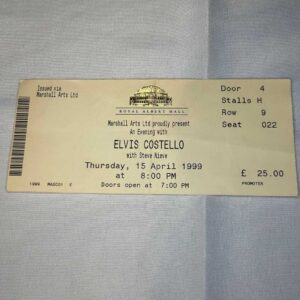 Issued via
Marshall Arts Ltd
ROYAL ALBERT HALL
Marshall Arts Ltd proudly present
An Evening with
ELVIS COSTELLO
with Steve Nieve
Thursday, 15 April 1999
at 8:00 PM
Doors open at 7:00 PM
1999 MASC01 E
Door 4
Stalls H
Row 9
Seat 022
£ 25.00
PROMOTER